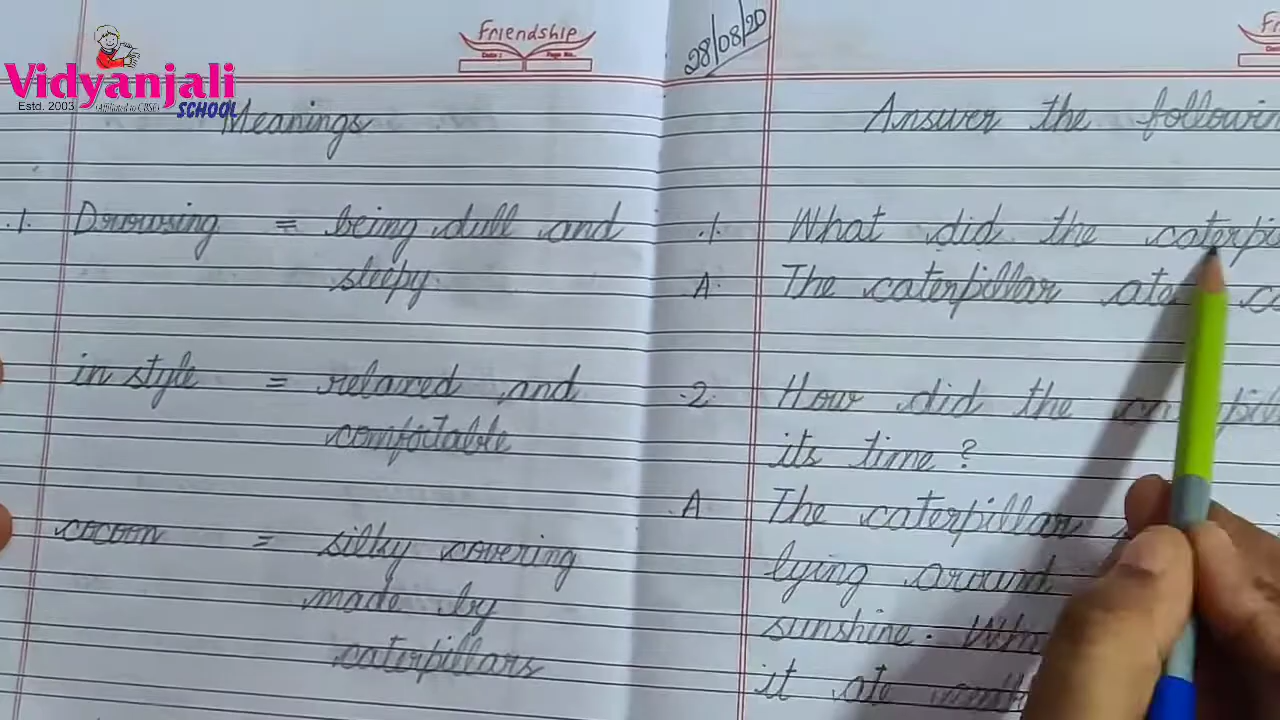 Vidyanjali
Estd. 2003
SCHOOL
Friendship
Meanings
.1. Drowsing = being dull and
sleepy.
in style = relaxed and
comfortable
cocoon = silky covering
made by
caterpillars
28/08/20
Answer the
.1. What did the
A. The caterpillar ate
.2. How did the
its time?
A The caterpillar
lying around
sunshine.
it ate